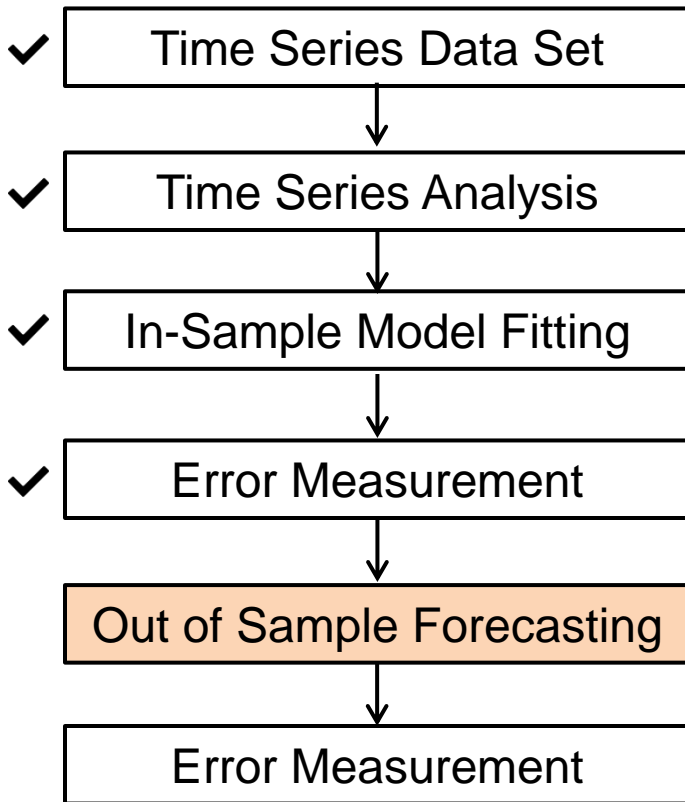 Time Series Data Set
Time Series Analysis
In-Sample Model Fitting
Error Measurement
Out of Sample Forecasting
Error Measurement